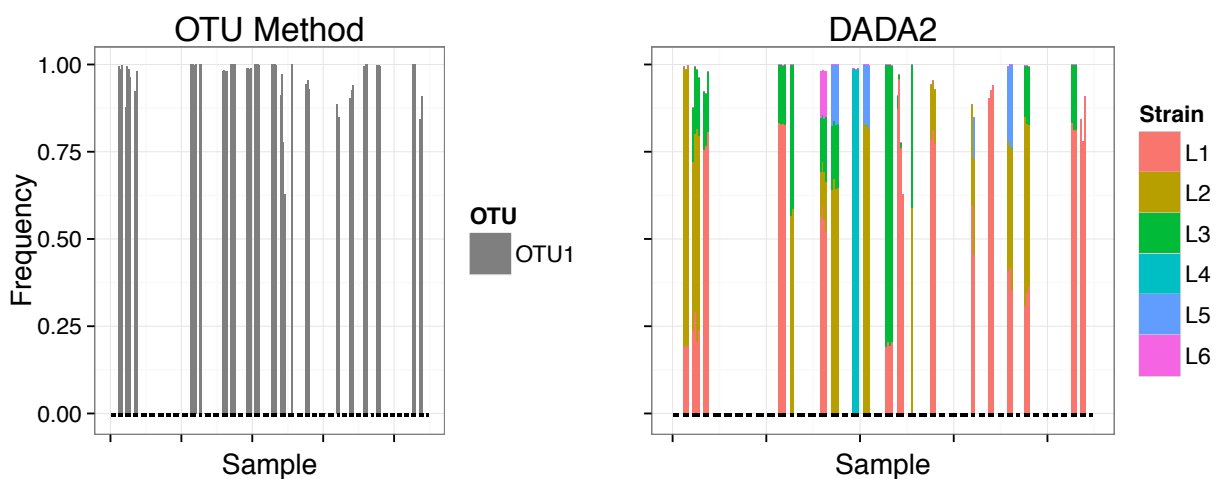 OTU Method
Frequency
1.00
0.75
0.50
0.25
0.00
Sample
OTU
OTU1
DADA2
Sample
Strain
L1
L2
L3
L4
L5
L6